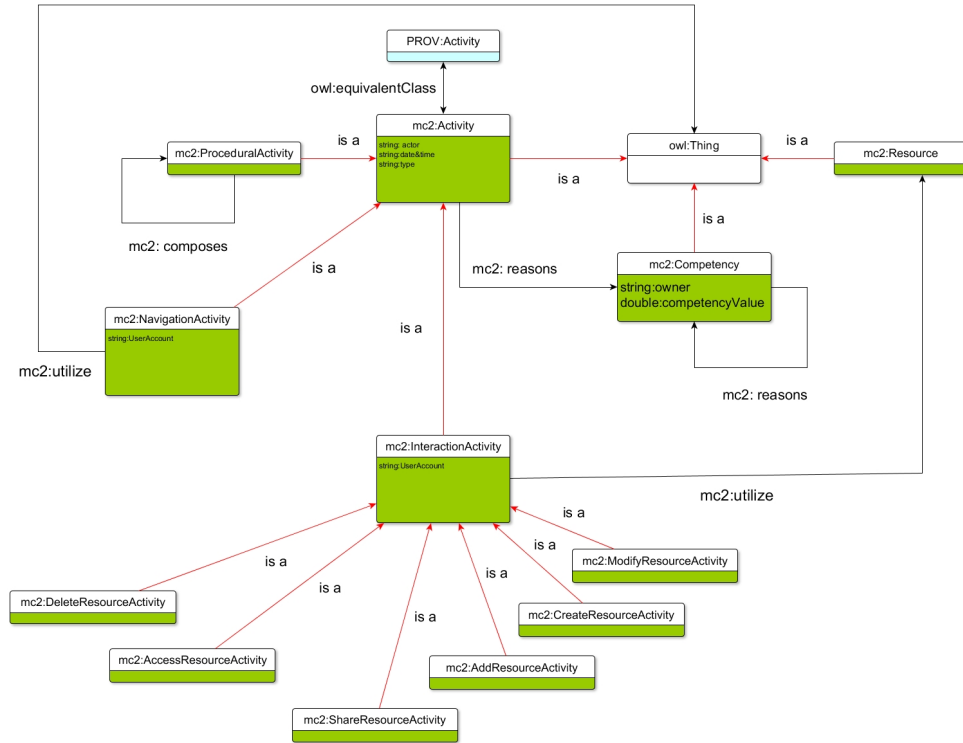 PROV:Activity
owl:equivalentClass
mc2:Activity
string: actor
string:date&time
string:type
mc2:ProceduralActivity
is a
owl:Thing
is a
mc2:Resource
is a
mc2: composes
is a
is a
mc2: reasons
mc2:Competency
string:owner
double:competencyValue
mc2:NavigationActivity
string:UserAccount
is a
mc2:utilize
mc2: reasons
mc2:InteractionActivity
string:UserAccount
mc2:utilize
is a
is a
is a
is a
is a
is a
mc2:ModifyResourceActivity
mc2:DeleteResourceActivity
mc2:CreateResourceActivity
mc2:AccessResourceActivity
mc2:AddResourceActivity
mc2:ShareResourceActivity